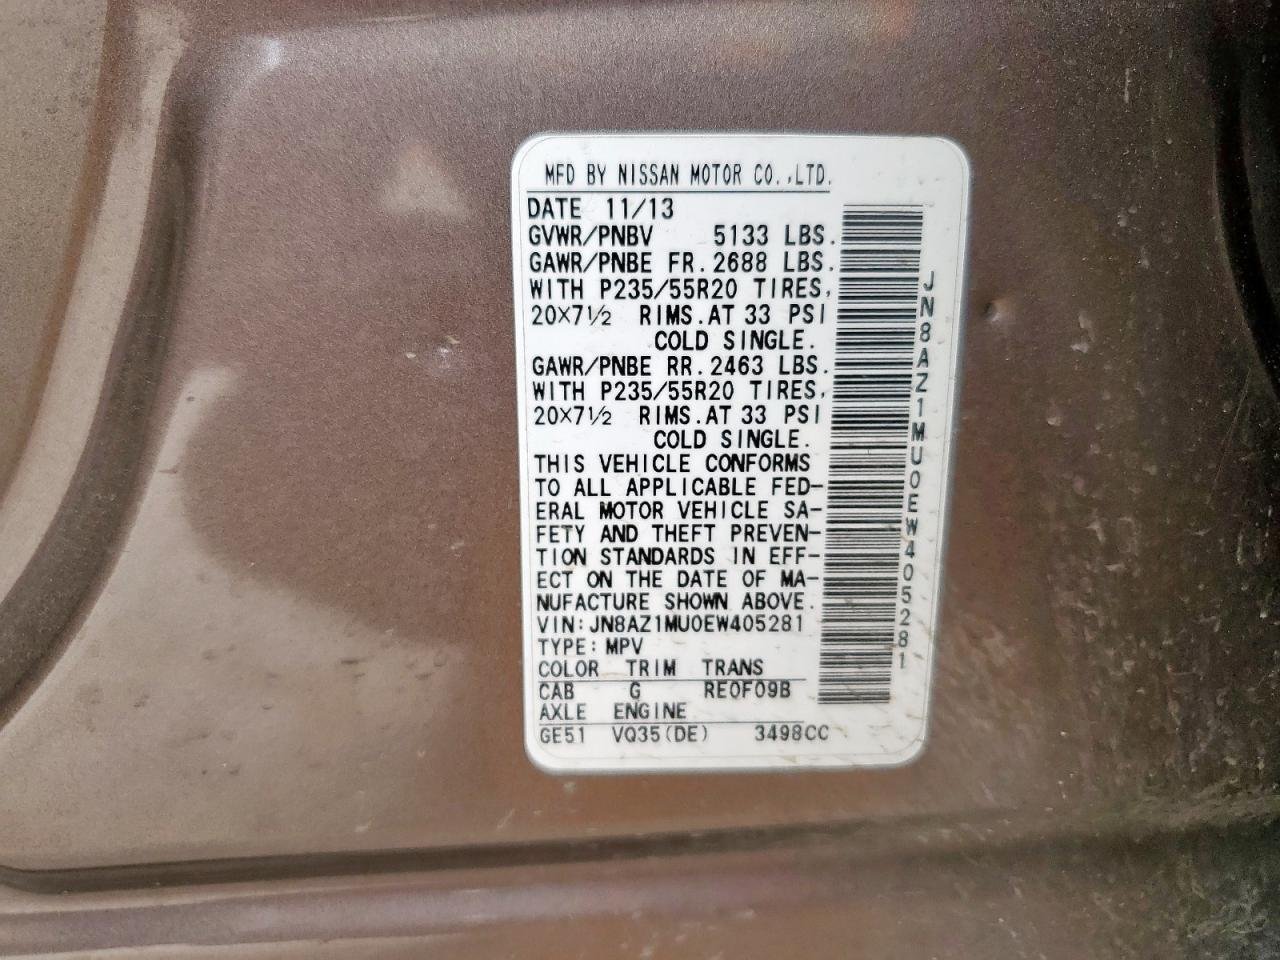 MFD BY NISSAN MOTOR CO.,LTD.
DATE 11/13
GVWR/PNBV 5133 LBS.
GAWR/PNBE FR. 2688 LBS.
WITH P235/55R20 TIRES,
20×7½ RIMS. AT 33 PSI
COLD SINGLE.
GAWR/PNBE RR. 2463 LBS.
WITH P235/55R20 TIRES,
20×7½ RIMS. AT 33 PSI
COLD SINGLE.
THIS VEHICLE CONFORMS
TO ALL APPLICABLE FED-
ERAL MOTOR VEHICLE SA-
FETY AND THEFT PREVEN-
TION STANDARDS IN EFF-
ECT ON THE DATE OF MA-
NUFACTURE SHOWN ABOVE.
VIN: JN8AZ1MU0EW405281
TYPE: MPV
COLOR TRIM TRANS
CAB G RE0F09B
AXLE ENGINE
GE51 VQ35(DE) 3498CC
JN8AZ1MU0EW405281